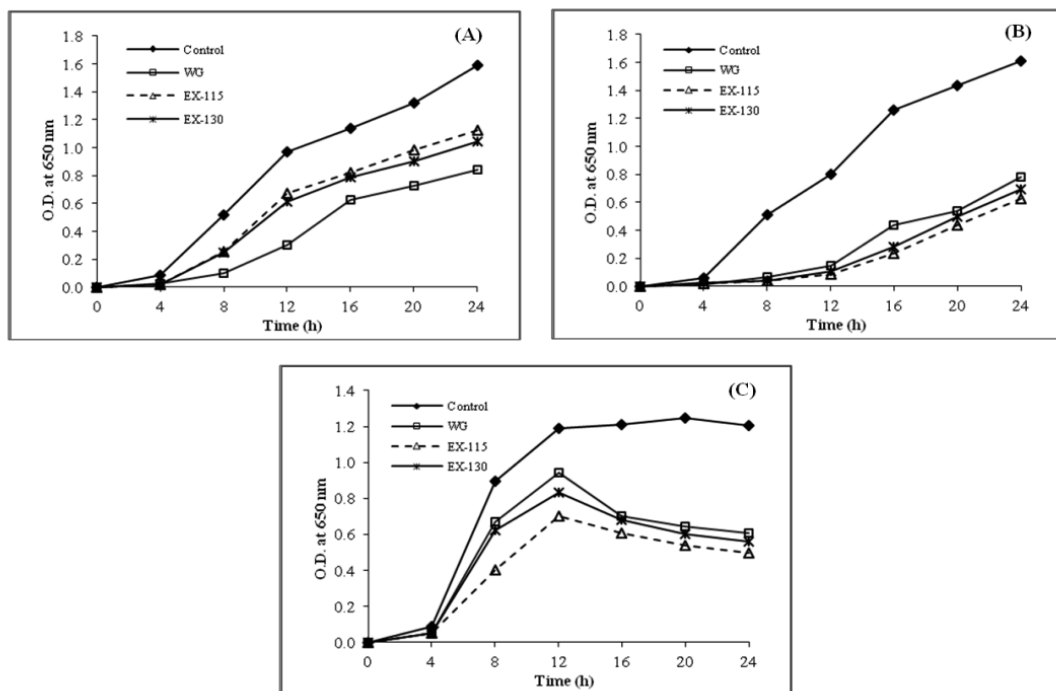 (A)
Control
WG
EX-115
EX-130
O.D. at 650 nm
1.8
1.6
1.4
1.2
1.0
0.8
0.6
0.4
0.2
0.0
0 4 8 12 16 20 24
Time (h)
(B)
Control
WG
EX-115
EX-130
O.D. at 650 nm
1.8
1.6
1.4
1.2
1.0
0.8
0.6
0.4
0.2
0.0
0 4 8 12 16 20 24
Time (h)
(C)
Control
WG
EX-115
EX-130
O.D. at 650 nm
1.4
1.2
1.0
0.8
0.6
0.4
0.2
0.0
0 4 8 12 16 20 24
Time (h)